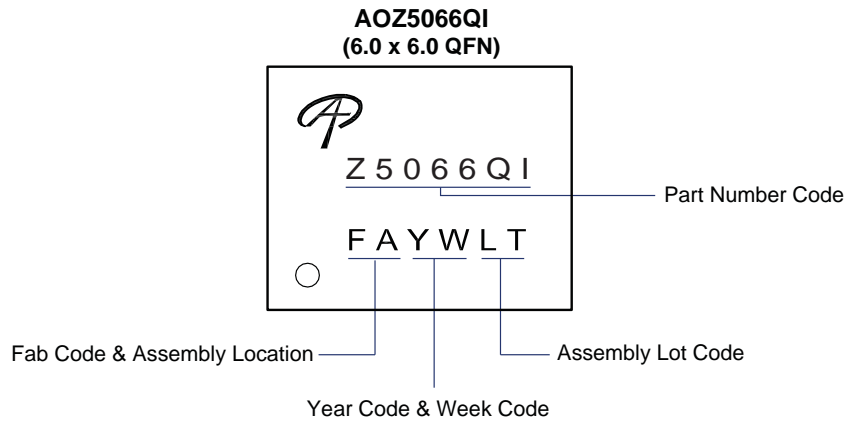 AOZ5066QI
(6.0 x 6.0 QFN)
Z5066QI
Part Number Code
FAYWLT
Fab Code & Assembly Location
Assembly Lot Code
Year Code & Week Code